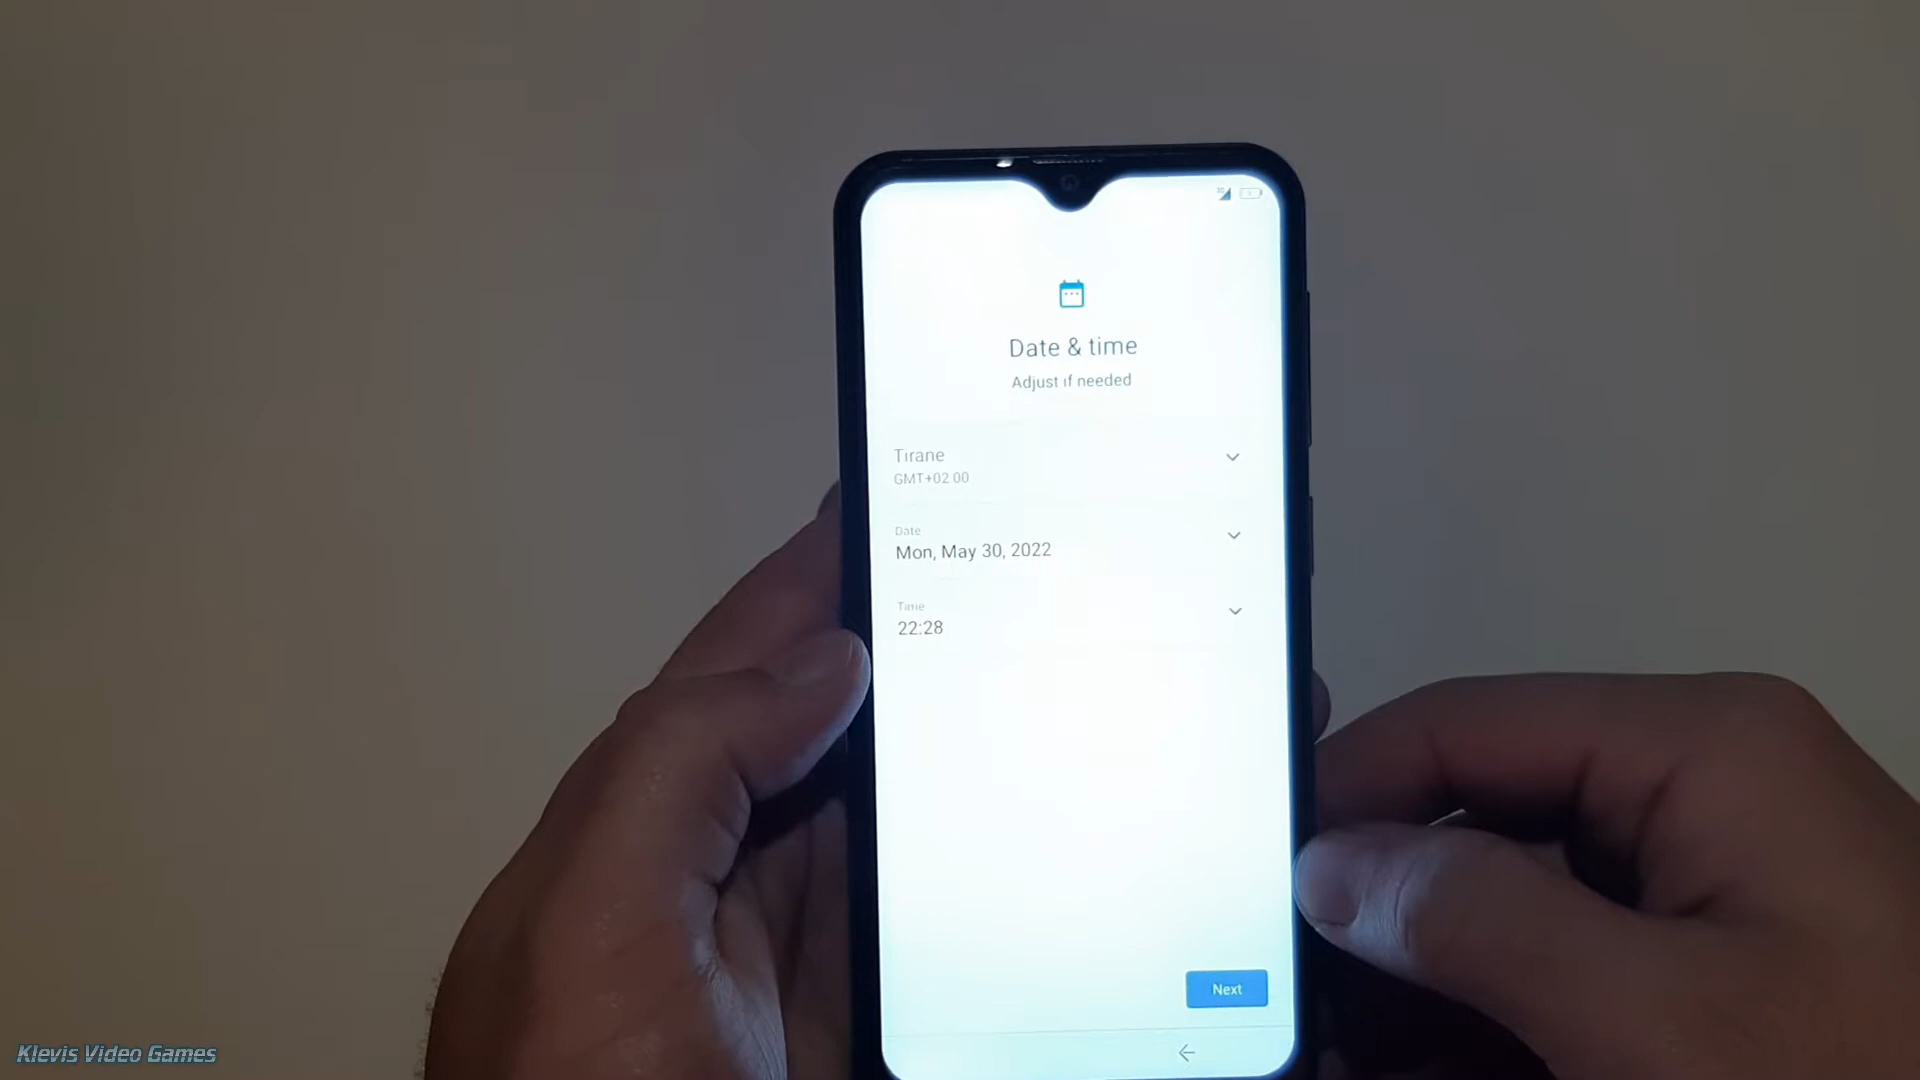 Date & time
Adjust if needed
Tirane
GMT+02:00
Date
Mon, May 30, 2022
Time
22:28
Next
Klevis Video Games